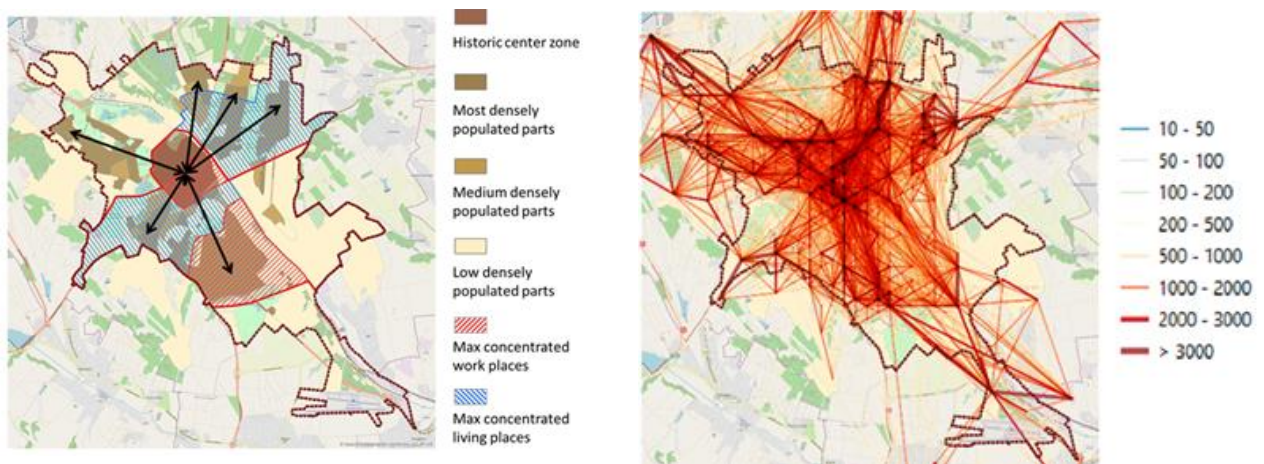 Historic center zone
Most densely
populated parts
Medium densely
populated parts
Low densely
populated parts
Max concentrated
work places
Max concentrated
living places
10 - 50
50 - 100
100 - 200
200 - 500
500 - 1000
1000 - 2000
2000 - 3000
> 3000